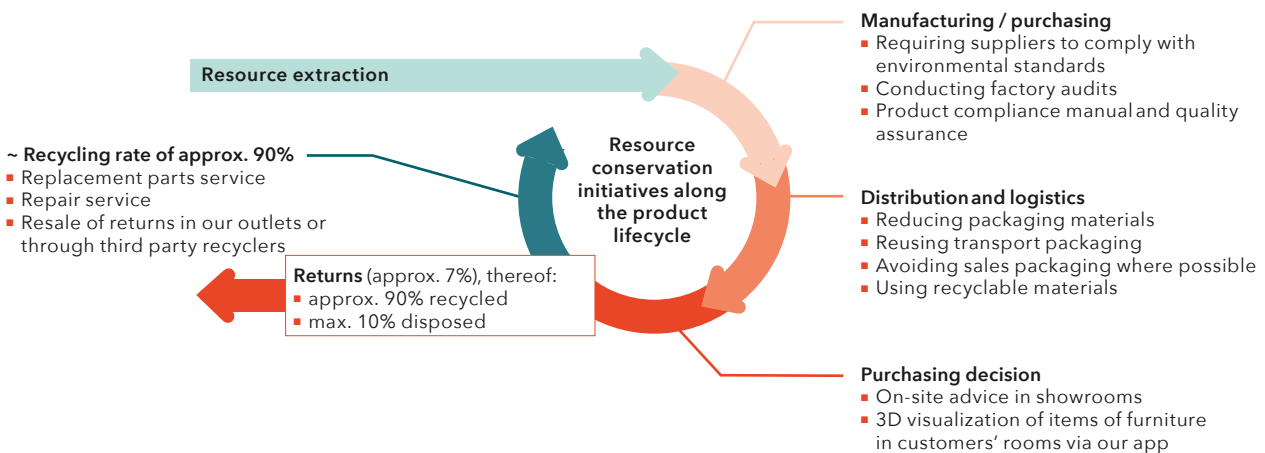 Resource extraction
Manufacturing / purchasing
▪ Requiring suppliers to comply with
environmental standards
▪ Conducting factory audits
▪ Product compliance manual and quality
assurance
~ Recycling rate of approx. 90%
▪ Replacement parts service
▪ Repair service
▪ Resale of returns in our outlets or
through third party recyclers
Resource
conservation
initiatives along
the product
lifecycle
Distribution and logistics
▪ Reducing packaging materials
▪ Reusing transport packaging
▪ Avoiding sales packaging where possible
▪ Using recyclable materials
Returns (approx. 7%), thereof:
▪ approx. 90% recycled
▪ max. 10% disposed
Purchasing decision
▪ On-site advice in showrooms
▪ 3D visualization of items of furniture
in customers’ rooms via our app